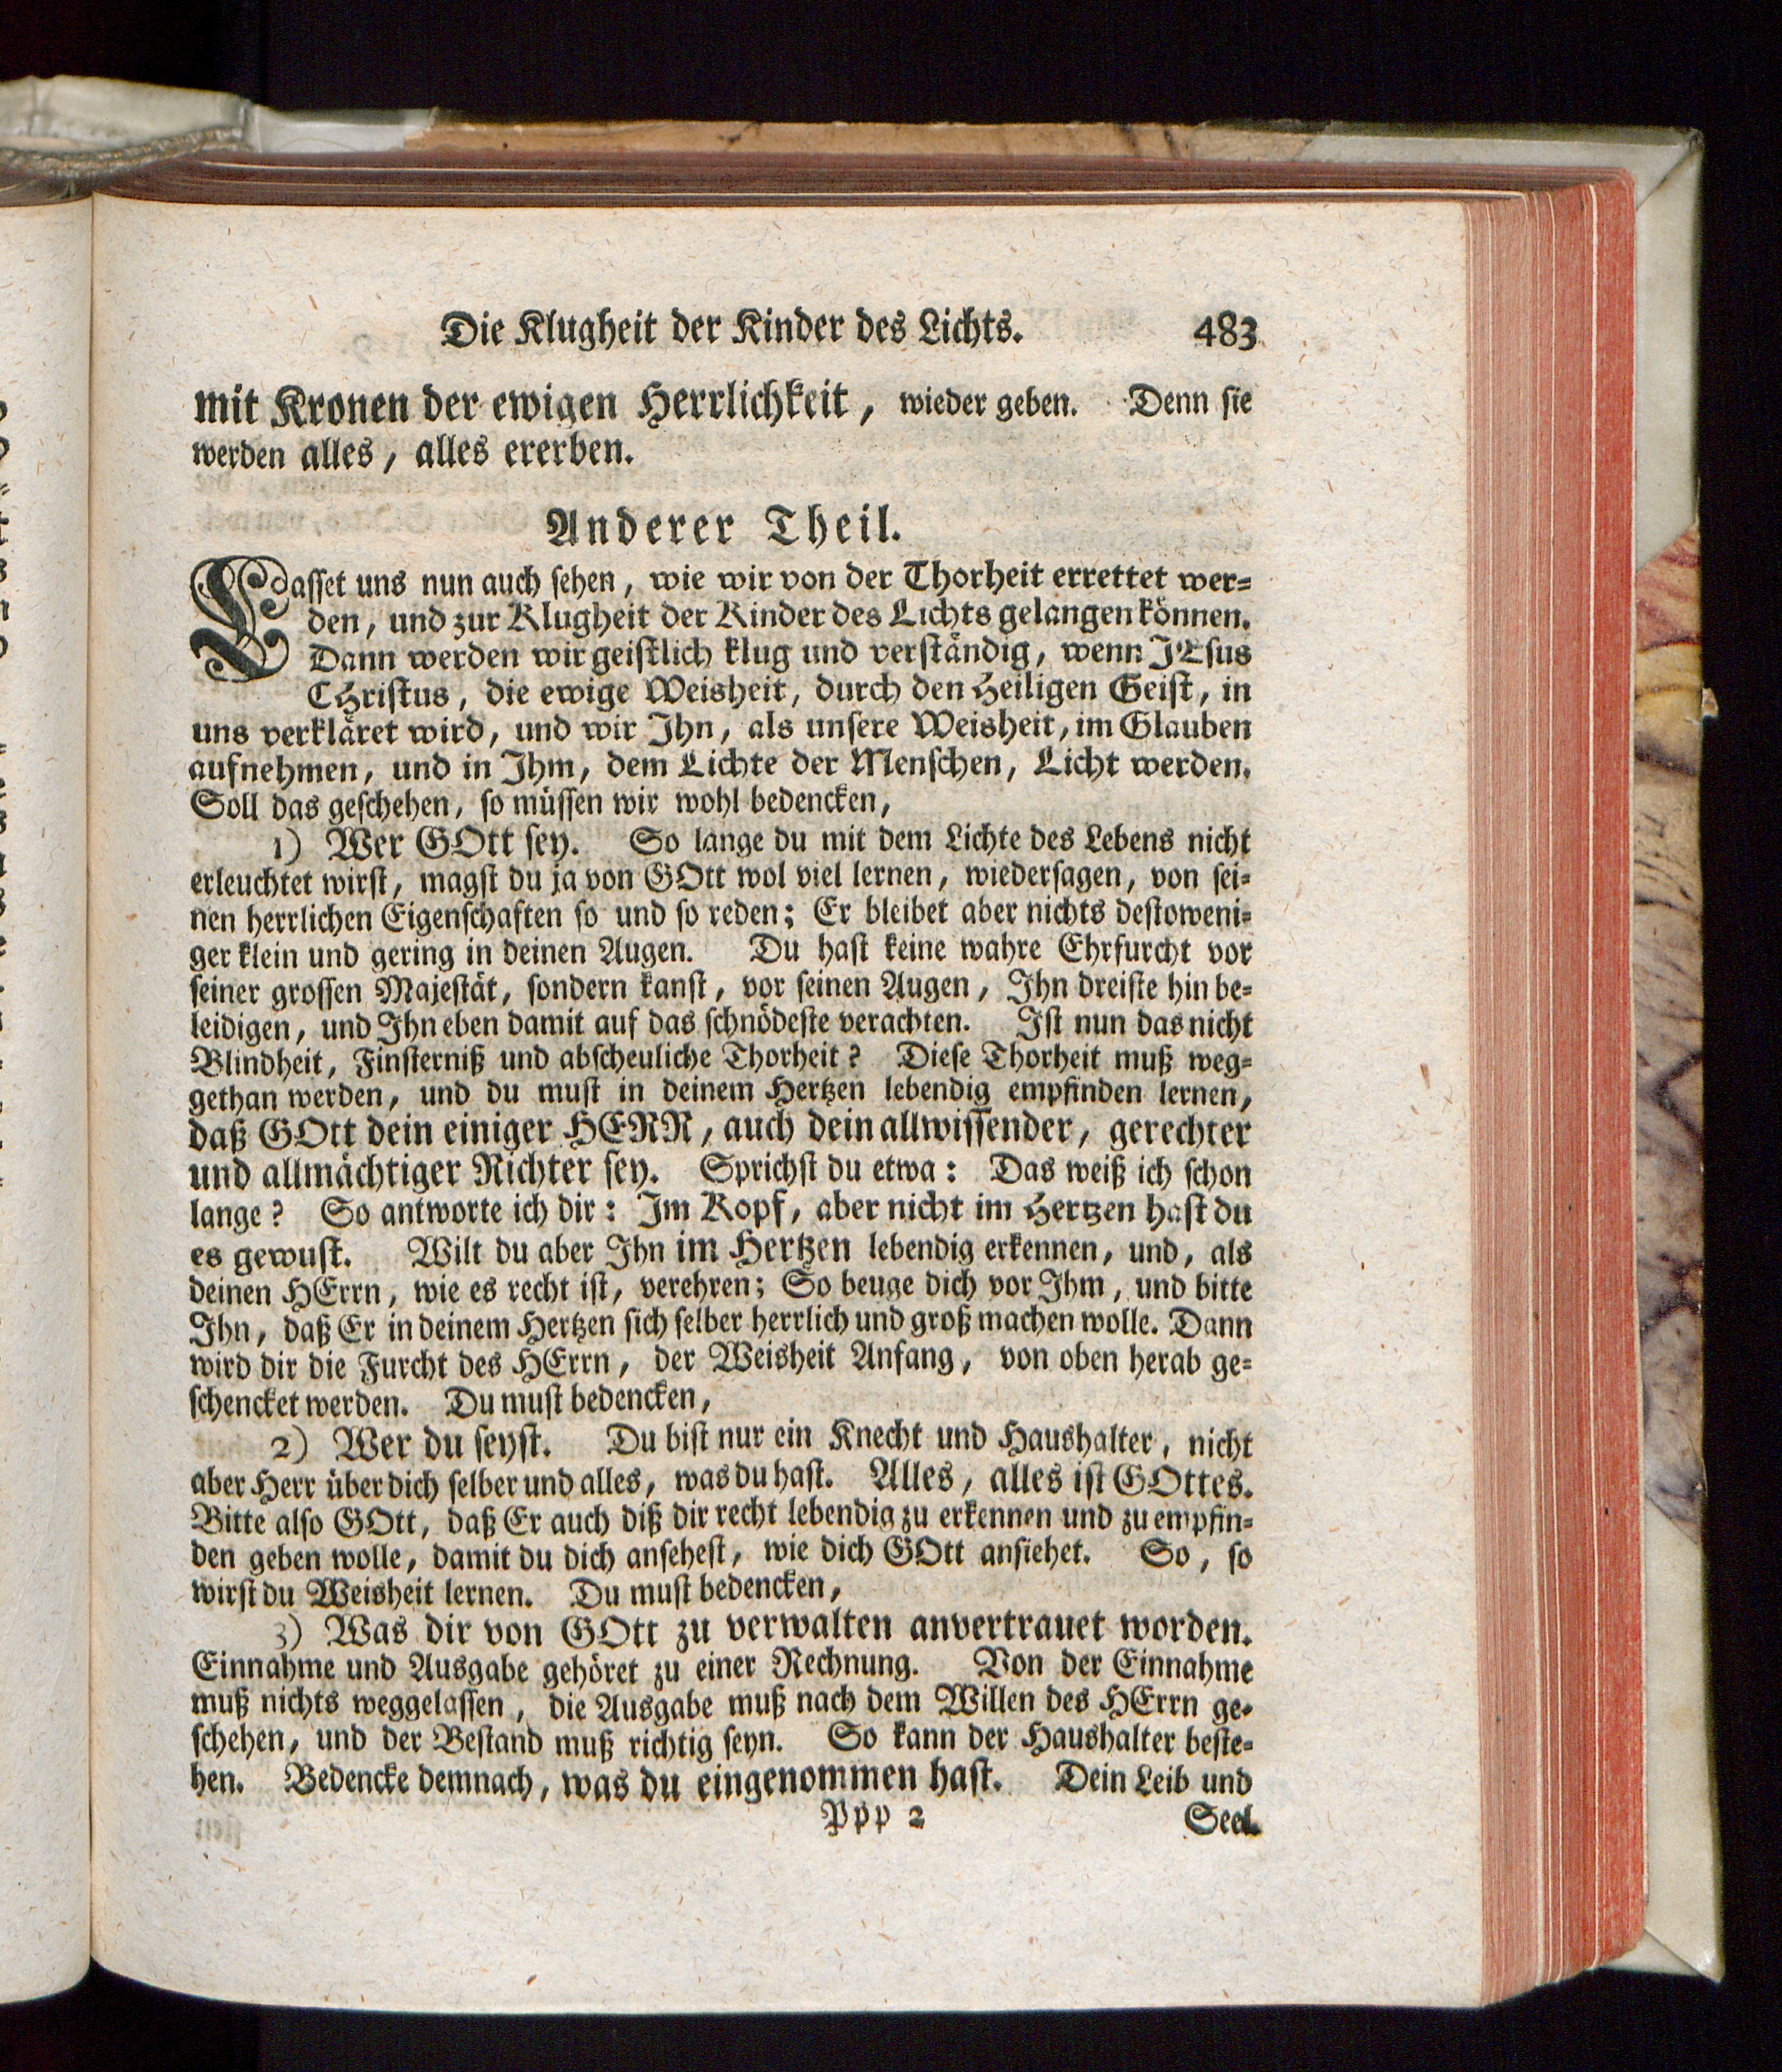 Die Klugheit der Kinder des Lichts. 483
mit Kronen der ewigen Herrlichkeit, wieder geben. Denn sie
werden alles, alles ererben.
Anderer Theil.
Lasset uns nun auch sehen, wie wir von der Thorheit errettet wer-
den, und zur Klugheit der Kinder des Lichts gelangen können.
Dann werden wir geistlich klug und verständig, wenn JEsus
CHristus, die ewige Weisheit, durch den Heiligen Geist, in
uns verkläret wird, und wir Ihn, als unsere Weisheit, im Glauben
aufnehmen, und in Ihm, dem Lichte der Menschen, Licht werden.
Soll das geschehen, so müssen wir wohl bedencken,
1) Wer GOtt sey. So lange du mit dem Lichte des Lebens nicht
erleuchtet wirst, magst du ja von GOtt wol viel lernen, wiedersagen, von sei-
nen herrlichen Eigenschaften so und so reden; Er bleibet aber nichts destoweni-
ger klein und gering in deinen Augen. Du hast keine wahre Ehrfurcht vor
seiner grossen Majestät, sondern kanst, vor seinen Augen, Ihn dreiste hin be-
leidigen, und Ihn eben damit auf das schnödeste verachten. Ist nun das nicht
Blindheit, Finsterniß und abscheuliche Thorheit? Diese Thorheit muß weg-
gethan werden, und du must in deinem Hertzen lebendig empfinden lernen,
daß GOtt dein einiger HERR, auch dein allwissender, gerechter
und allmächtiger Richter sey. Sprichst du etwa: Das weiß ich schon
lange? So antworte ich dir: Im Kopf, aber nicht im Hertzen hast du
es gewust. Wilt du aber Ihn im Hertzen lebendig erkennen, und, als
deinen HErrn, wie es recht ist, verehren; So beuge dich vor Ihm, und bitte
Ihn, daß Er in deinem Hertzen sich selber herrlich und groß machen wolle. Dann
wird dir die Furcht des HErrn, der Weisheit Anfang, von oben herab ge-
schencket werden. Du must bedencken,
2) Wer du seyst. Du bist nur ein Knecht und Haushalter, nicht
aber Herr über dich selber und alles, was du hast. Alles, alles ist GOttes.
Bitte also GOtt, daß Er auch diß dir recht lebendig zu erkennen und zu empfin-
den geben wolle, damit du dich ansehest, wie dich GOtt ansiehet. So, so
wirst du Weisheit lernen. Du must bedencken,
3) Was dir von GOtt zu verwalten anvertrauet worden.
Einnahme und Ausgabe gehöret zu einer Rechnung. Von der Einnahme
muß nichts weggelassen, die Ausgabe muß nach dem Willen des HErrn ge-
schehen, und der Bestand muß richtig seyn. So kann der Haushalter beste-
hen. Bedencke demnach, was du eingenommen hast. Dein Leib und
Ppp 2 Seel.